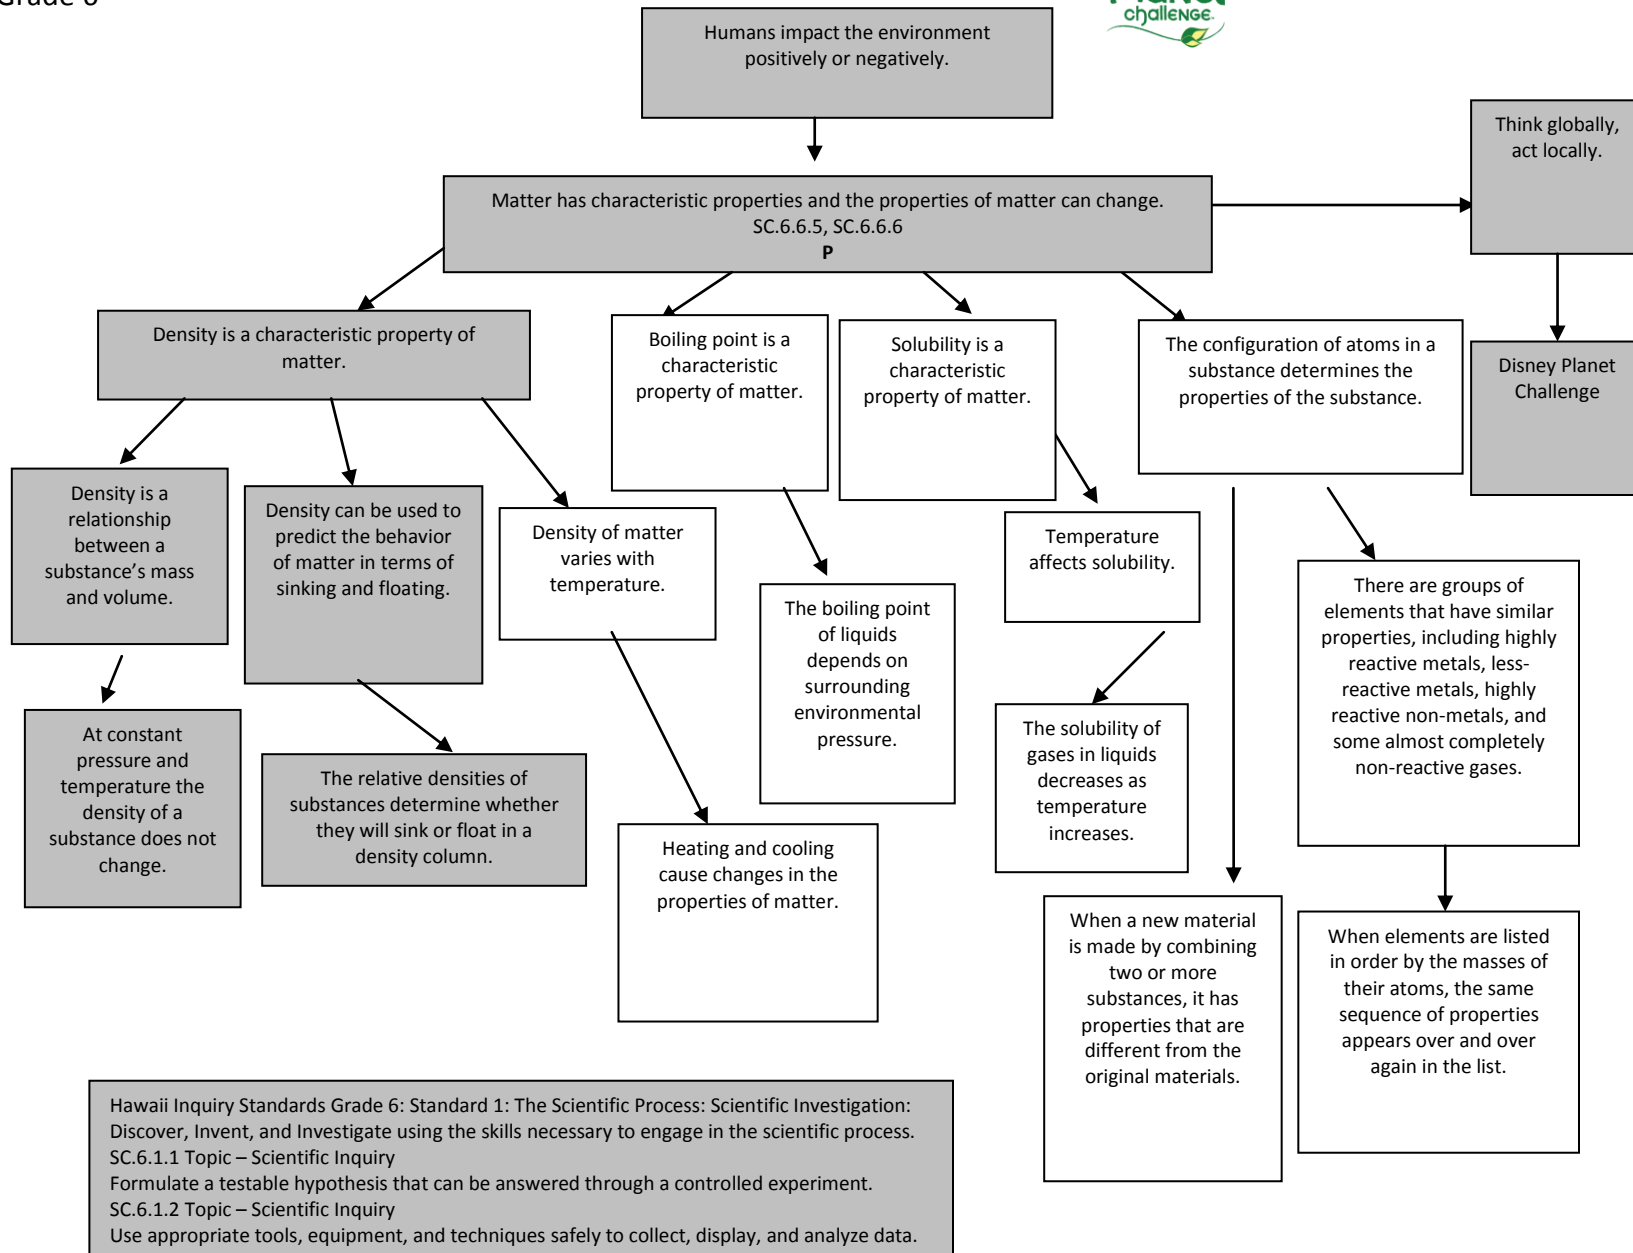 Grade 6
Planet
challenge
Humans impact the environment
positively or negatively.
Think globally,
act locally.
Matter has characteristic properties and the properties of matter can change.
SC.6.6.5, SC.6.6.6
P
Density is a characteristic property of
matter.
Boiling point is a
characteristic
property of matter.
Solubility is a
characteristic
property of matter.
The configuration of atoms in a
substance determines the
properties of the substance.
Disney Planet
Challenge
Density is a
relationship
between a
substance’s mass
and volume.
Density can be used to
predict the behavior
of matter in terms of
sinking and floating.
Density of matter
varies with
temperature.
The boiling point
of liquids
depends on
surrounding
environmental
pressure.
Temperature
affects solubility.
There are groups of
elements that have similar
properties, including highly
reactive metals, less-
reactive metals, highly
reactive non-metals, and
some almost completely
non-reactive gases.
At constant
pressure and
temperature the
density of a
substance does not
change.
The relative densities of
substances determine whether
they will sink or float in a
density column.
Heating and cooling
cause changes in the
properties of matter.
The solubility of
gases in liquids
decreases as
temperature
increases.
When a new material
is made by combining
two or more
substances, it has
properties that are
different from the
original materials.
When elements are listed
in order by the masses of
their atoms, the same
sequence of properties
appears over and over
again in the list.
Hawaii Inquiry Standards Grade 6: Standard 1: The Scientific Process: Scientific Investigation:
Discover, Invent, and Investigate using the skills necessary to engage in the scientific process.
SC.6.1.1 Topic – Scientific Inquiry
Formulate a testable hypothesis that can be answered through a controlled experiment.
SC.6.1.2 Topic – Scientific Inquiry
Use appropriate tools, equipment, and techniques safely to collect, display, and analyze data.